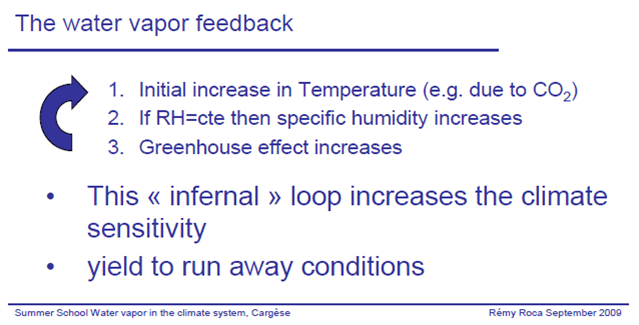 The water vapor feedback
1. Initial increase in Temperature (e.g. due to CO₂)
2. If RH=cte then specific humidity increases
3. Greenhouse effect increases
• This « infernal » loop increases the climate
sensitivity
• yield to run away conditions
Summer School Water vapor in the climate system, Cargèse
Rémy Roca September 2009